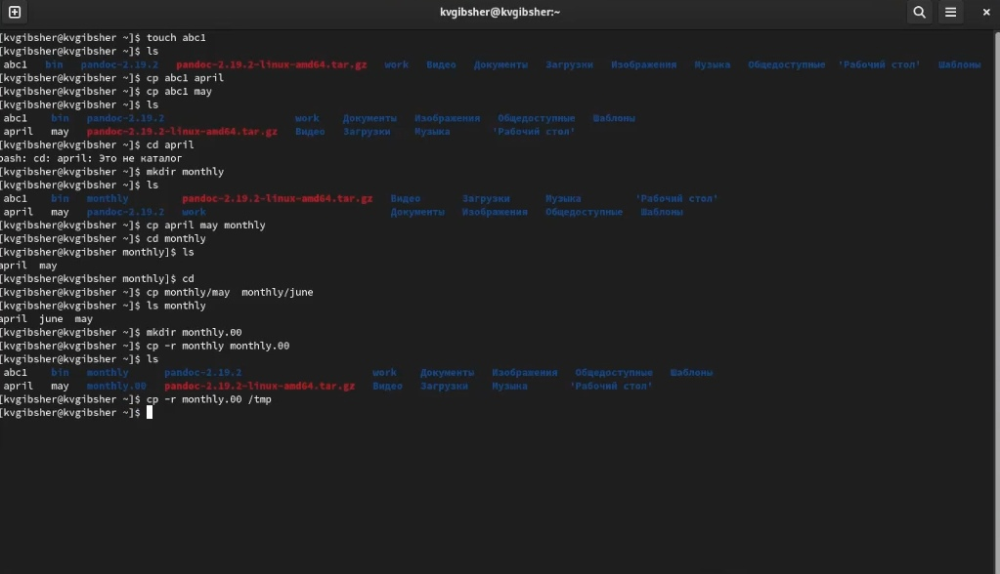 kvgibsher@kvgibsher:~
[kvgibsher@kvgibsher ~]$ touch abc1
[kvgibsher@kvgibsher ~]$ ls
abc1 bin pandoc-2.19.2 pandoc-2.19.2-linux-amd64.tar.gz work Видео Документы Загрузки Изображения Музыка Общедоступные 'Рабочий стол' Шаблоны
[kvgibsher@kvgibsher ~]$ cp abc1 april
[kvgibsher@kvgibsher ~]$ cp abc1 may
[kvgibsher@kvgibsher ~]$ ls
abc1 bin pandoc-2.19.2 work Документы Изображения Общедоступные Шаблоны
april may pandoc-2.19.2-linux-amd64.tar.gz Видео Загрузки Музыка 'Рабочий стол'
[kvgibsher@kvgibsher ~]$ cd april
bash: cd: april: Это не каталог
[kvgibsher@kvgibsher ~]$ mkdir monthly
[kvgibsher@kvgibsher ~]$ ls
abc1 bin monthly pandoc-2.19.2-linux-amd64.tar.gz Видео Загрузки Музыка 'Рабочий стол'
april may pandoc-2.19.2 work Документы Изображения Общедоступные Шаблоны
[kvgibsher@kvgibsher ~]$ cp april may monthly
[kvgibsher@kvgibsher ~]$ cd monthly
[kvgibsher@kvgibsher monthly]$ ls
april may
[kvgibsher@kvgibsher monthly]$ cd
[kvgibsher@kvgibsher ~]$ cp monthly/may monthly/june
[kvgibsher@kvgibsher ~]$ ls monthly
april june may
[kvgibsher@kvgibsher ~]$ mkdir monthly.00
[kvgibsher@kvgibsher ~]$ cp -r monthly monthly.00
[kvgibsher@kvgibsher ~]$ ls
abc1 bin monthly pandoc-2.19.2 work Документы Изображения Общедоступные Шаблоны
april may monthly.00 pandoc-2.19.2-linux-amd64.tar.gz Видео Загрузки Музыка 'Рабочий стол'
[kvgibsher@kvgibsher ~]$ cp -r monthly.00 /tmp
[kvgibsher@kvgibsher ~]$